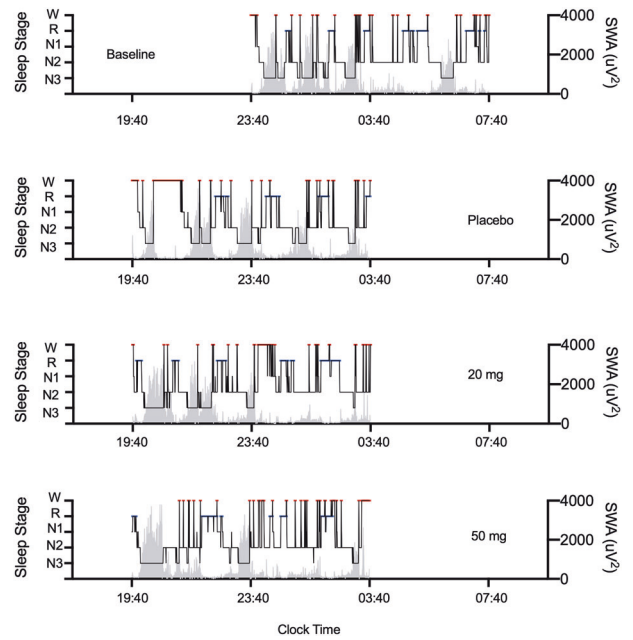 W
R
N1
N2
N3
Sleep Stage
Baseline
4000
2000
0
SWA (uV²)
19:40
23:40
03:40
07:40
W
R
N1
N2
N3
Sleep Stage
Placebo
4000
2000
0
SWA (uV²)
19:40
23:40
03:40
07:40
W
R
N1
N2
N3
Sleep Stage
20 mg
4000
2000
0
SWA (uV²)
19:40
23:40
03:40
07:40
W
R
N1
N2
N3
Sleep Stage
50 mg
4000
2000
0
SWA (uV²)
19:40
23:40
03:40
07:40
Clock Time